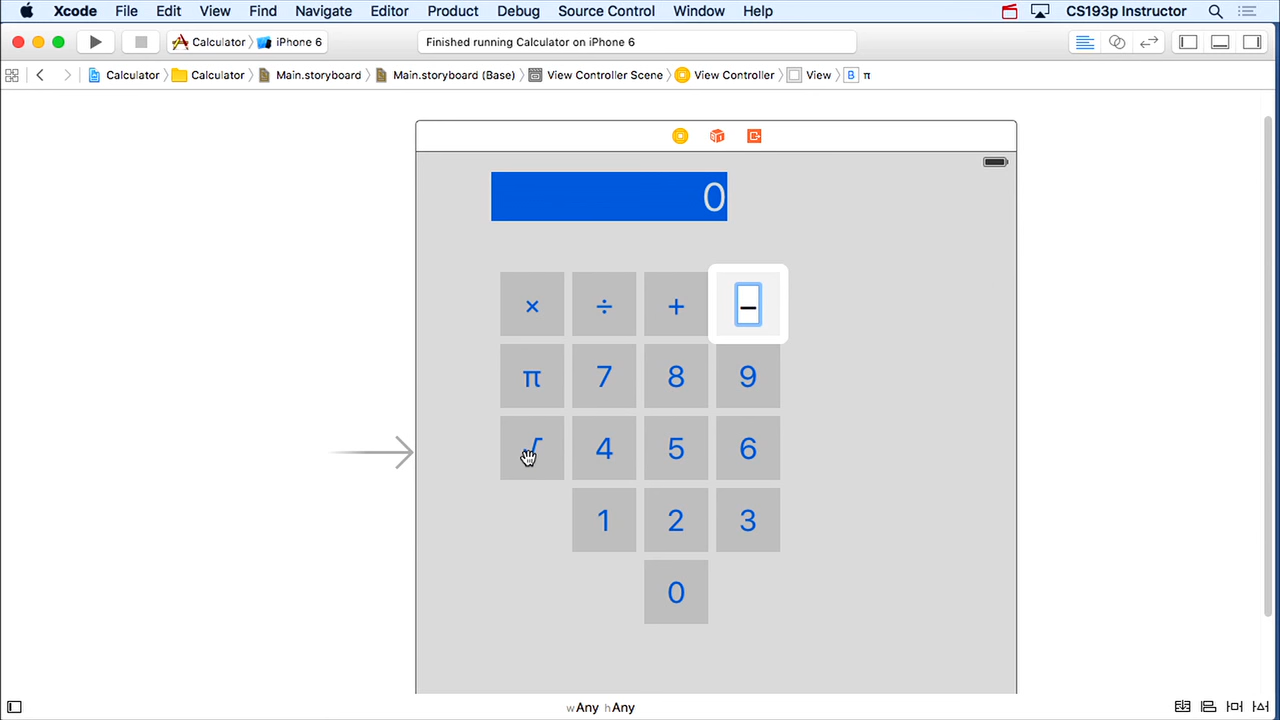 Xcode File Edit View Find Navigate Editor Product Debug Source Control Window Help CS193p Instructor
Calculator iPhone 6 Finished running Calculator on iPhone 6
Calculator Calculator Main.storyboard Main.storyboard (Base) View Controller Scene View Controller View B π
0
× ÷ + −
π 7 8 9
√ 4 5 6
1 2 3
0
wAny hAny